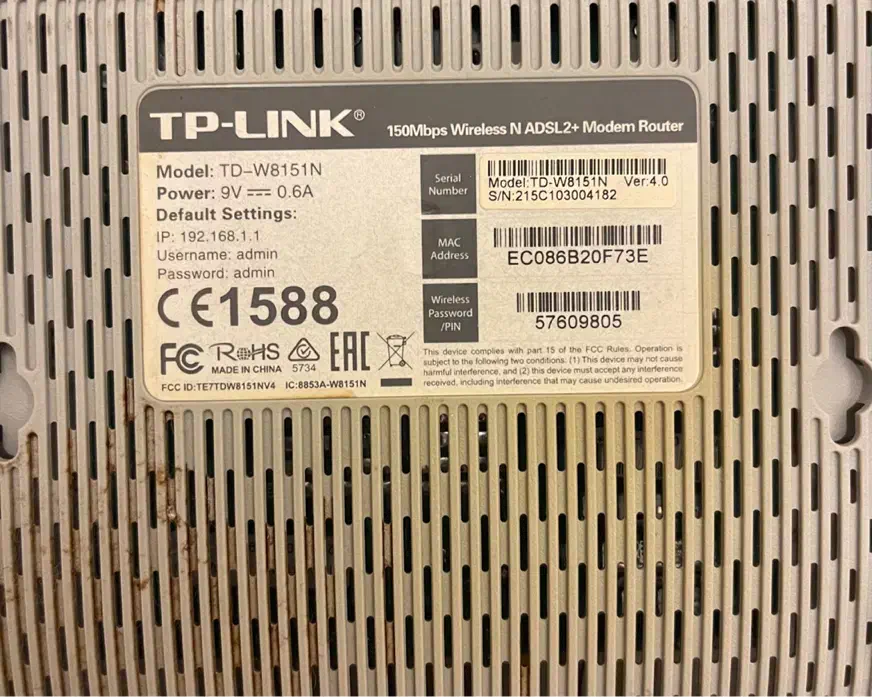 TP-LINK®
150Mbps Wireless N ADSL2+ Modem Router
Model: TD-W8151N
Power: 9V ⎓ 0.6A
Default Settings:
IP: 192.168.1.1
Username: admin
Password: admin
CE1588
FC RoHS 5734 EAC
MADE IN CHINA
FCC ID:TE7TDW8151NV4 IC:8853A-W8151N
Serial
Number
Model:TD-W8151N Ver:4.0
S/N:215C103004182
MAC
Address
EC086B20F73E
Wireless
Password
/PIN
57609805
This device complies with part 15 of the FCC Rules. Operation is
subject to the following two conditions: (1) This device may not cause
harmful interference, and (2) this device must accept any interference
received, including interference that may cause undesired operation.